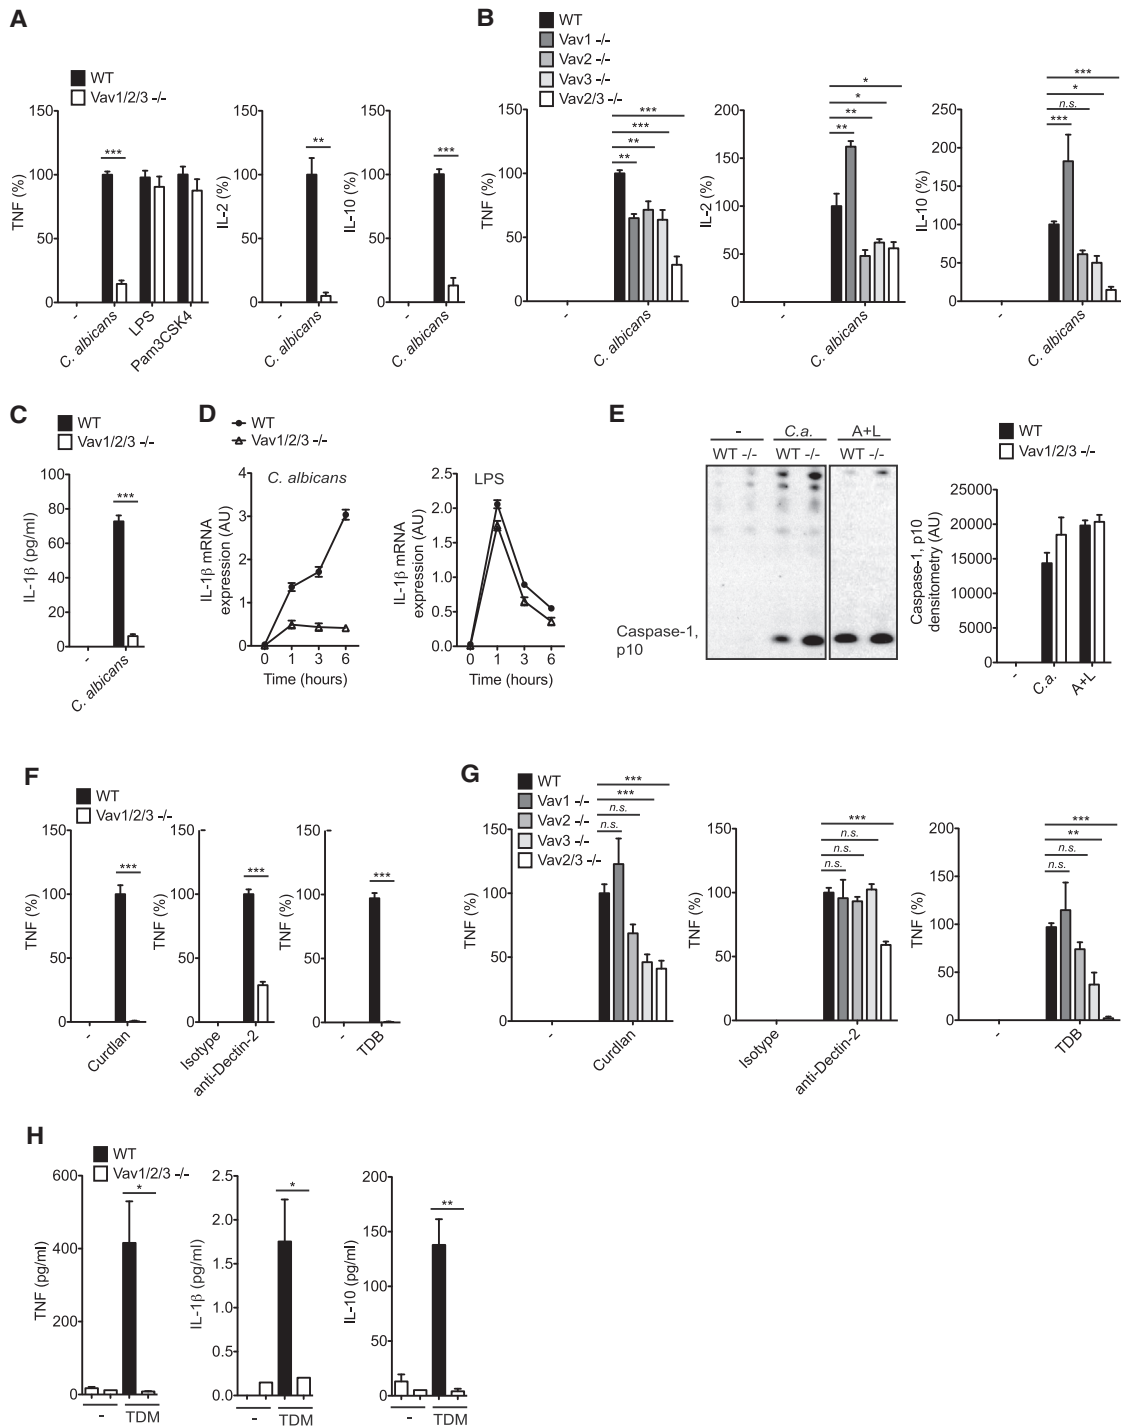 A
WT
Vav1/2/3 -/-
TNF (%)
150
100
50
0
***
-
C. albicans
LPS
Pam3CSK4
IL-2 (%)
150
100
50
0
**
-
C. albicans
IL-10 (%)
150
100
50
0
***
-
C. albicans
B
WT
Vav1 -/-
Vav2 -/-
Vav3 -/-
Vav2/3 -/-
TNF (%)
150
100
50
0
***
***
**
**
-
C. albicans
IL-2 (%)
200
150
100
50
0
*
*
**
**
-
C. albicans
IL-10 (%)
250
200
150
100
50
0
***
*
n.s.
***
-
C. albicans
C
WT
Vav1/2/3 -/-
IL-1β (pg/ml)
100
80
60
40
20
0
***
-
C. albicans
D
WT
Vav1/2/3 -/-
C. albicans
IL-1β mRNA
expression (AU)
4
3
2
1
0
0 1 3 6
Time (hours)
LPS
IL-1β mRNA
expression (AU)
2.5
2.0
1.5
1.0
0.5
0.0
0 1 3 6
Time (hours)
E
- C.a. A+L
WT -/- WT -/- WT -/-
Caspase-1,
p10
WT
Vav1/2/3 -/-
Caspase-1, p10
densitometry (AU)
25000
20000
15000
10000
5000
0
-
C.a.
A+L
F
WT
Vav1/2/3 -/-
TNF (%)
150
100
50
0
***
-
Curdlan
TNF (%)
150
100
50
0
***
Isotype
anti-Dectin-2
TNF (%)
150
100
50
0
***
-
TDB
G
WT
Vav1 -/-
Vav2 -/-
Vav3 -/-
Vav2/3 -/-
TNF (%)
150
100
50
0
***
***
n.s.
n.s.
-
Curdlan
TNF (%)
150
100
50
0
***
n.s.
n.s.
n.s.
Isotype
anti-Dectin-2
TNF (%)
200
150
100
50
0
***
**
n.s.
n.s.
-
TDB
H
WT
Vav1/2/3 -/-
TNF (pg/ml)
600
400
200
0
*
- TDM
IL-1β (pg/ml)
2.5
2.0
1.5
1.0
0.5
0.0
*
- TDM
IL-10 (pg/ml)
200
150
100
50
0
**
- TDM